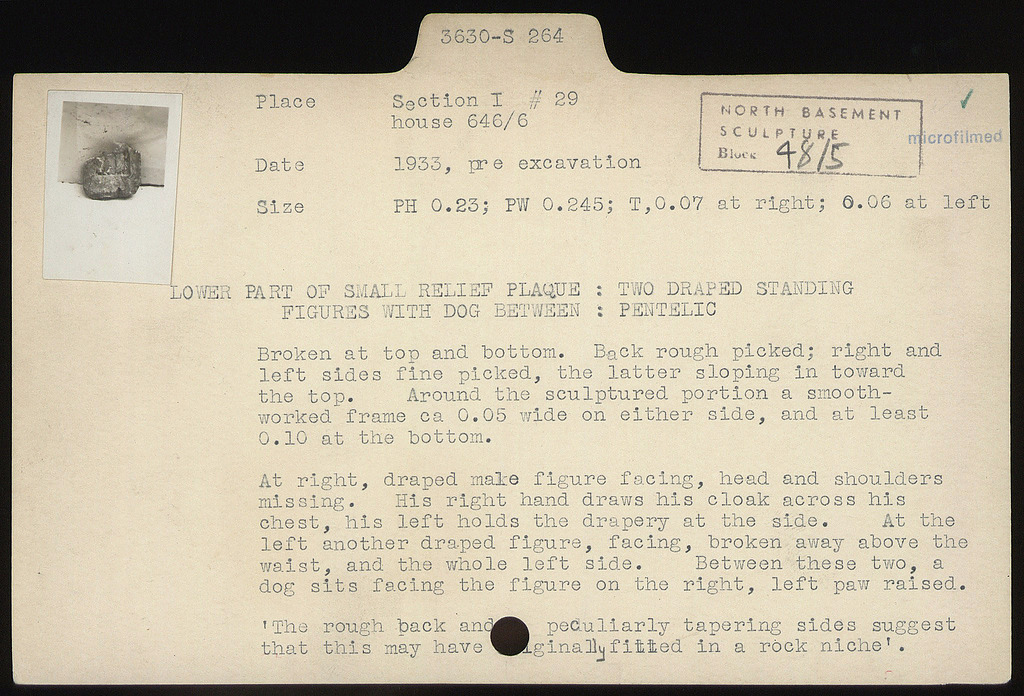 3630-S 264
Place Section I # 29
house 646/6
NORTH BASEMENT
SCULPTURE
Block 48/5
microfilmed
Date 1933, pre excavation
Size PH 0.23; PW 0.245; T,0.07 at right; 0.06 at left
LOWER PART OF SMALL RELIEF PLAQUE : TWO DRAPED STANDING
FIGURES WITH DOG BETWEEN : PENTELIC
Broken at top and bottom. Back rough picked; right and
left sides fine picked, the latter sloping in toward
the top. Around the sculptured portion a smooth-
worked frame ca 0.05 wide on either side, and at least
0.10 at the bottom.
At right, draped make figure facing, head and shoulders
missing. His right hand draws his cloak across his
chest, his left holds the drapery at the side. At the
left another draped figure, facing, broken away above the
waist, and the whole left side. Between these two, a
dog sits facing the figure on the right, left paw raised.
'The rough back and peculiarly tapering sides suggest
that this may have iginally fitted in a rock niche'.